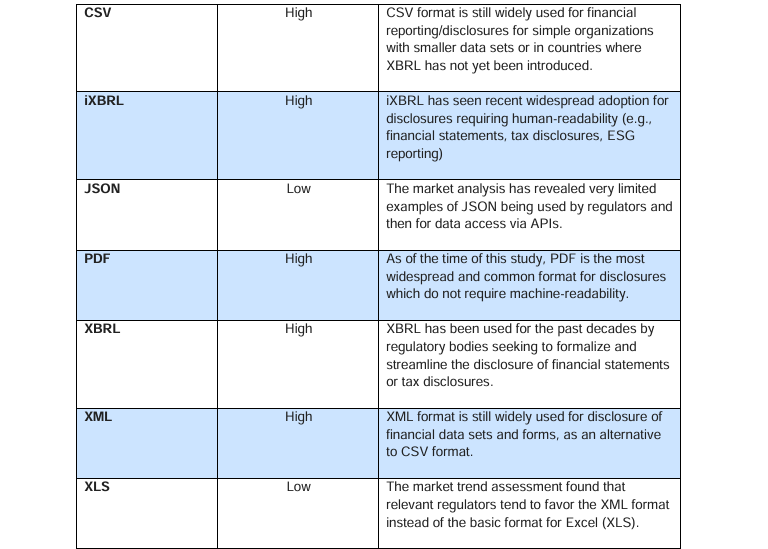 CSV
High
CSV format is still widely used for financial
reporting/disclosures for simple organizations
with smaller data sets or in countries where
XBRL has not yet been introduced.
iXBRL
High
iXBRL has seen recent widespread adoption for
disclosures requiring human-readability (e.g.,
financial statements, tax disclosures, ESG
reporting)
JSON
Low
The market analysis has revealed very limited
examples of JSON being used by regulators and
then for data access via APIs.
PDF
High
As of the time of this study, PDF is the most
widespread and common format for disclosures
which do not require machine-readability.
XBRL
High
XBRL has been used for the past decades by
regulatory bodies seeking to formalize and
streamline the disclosure of financial statements
or tax disclosures.
XML
High
XML format is still widely used for disclosure of
financial data sets and forms, as an alternative
to CSV format.
XLS
Low
The market trend assessment found that
relevant regulators tend to favor the XML format
instead of the basic format for Excel (XLS).